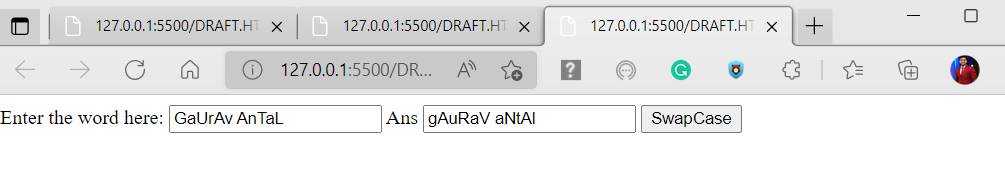 127.0.0.1:5500/DRAFT.HT 127.0.0.1:5500/DRAFT.HT 127.0.0.1:5500/DRAFT.HT
127.0.0.1:5500/DR... A
Enter the word here: GaUrAv AnTaL Ans gAuRaV aNtAl SwapCase